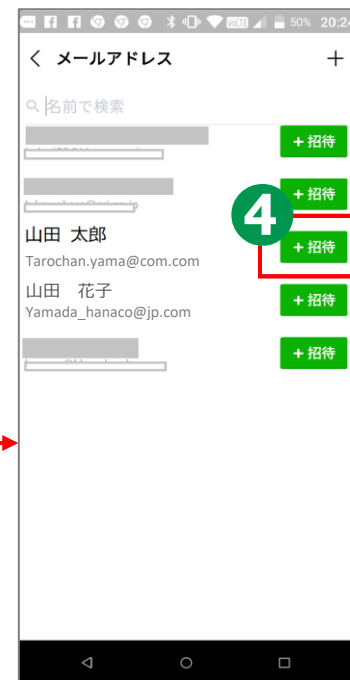 50% 20:24
メールアドレス
名前で検索
+ 招待
+ 招待
4
山田 太郎
Tarochan.yama@com.com
+ 招待
山田 花子
Yamada_hanaco@jp.com
+ 招待
+ 招待